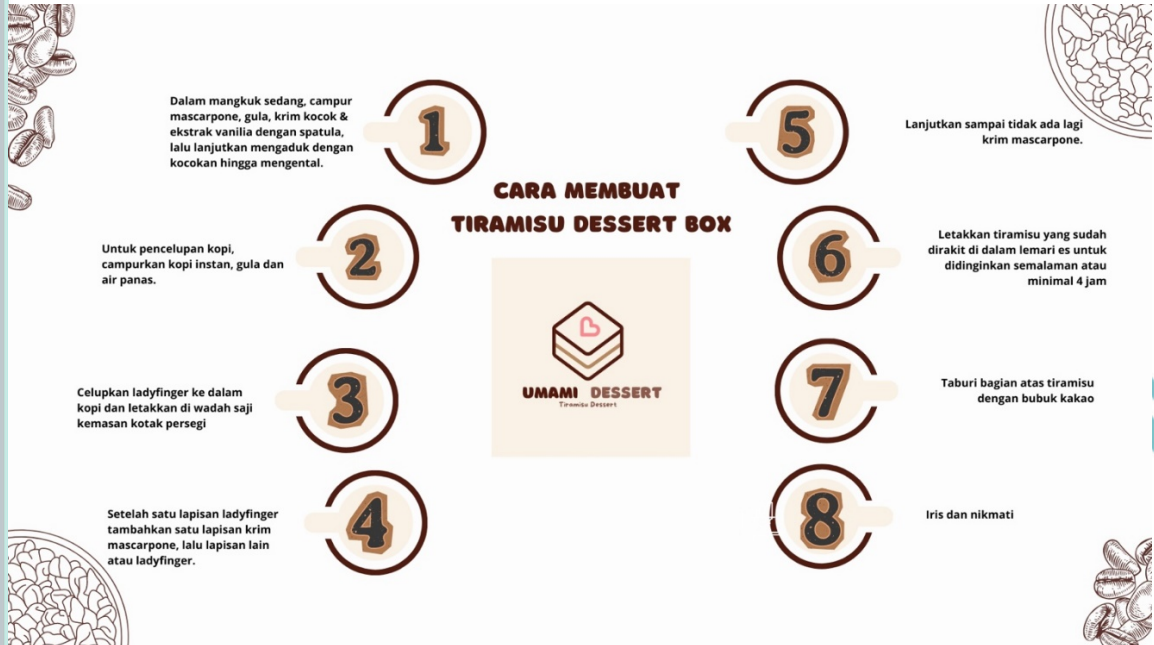 CARA MEMBUAT
TIRAMISU DESSERT BOX
1
Dalam mangkuk sedang, campur
mascarpone, gula, krim kocok &
ekstrak vanilia dengan spatula,
lalu lanjutkan mengaduk dengan
kocokan hingga mengental.
2
Untuk pencelupan kopi,
campurkan kopi instan, gula dan
air panas.
3
Celupkan ladyfinger ke dalam
kopi dan letakkan di wadah saji
kemasan kotak persegi
4
Setelah satu lapisan ladyfinger
tambahkan satu lapisan krim
mascarpone, lalu lapisan lain
atau ladyfinger.
UMAMI DESSERT
Tiramisu Dessert
5
Lanjutkan sampai tidak ada lagi
krim mascarpone.
6
Letakkan tiramisu yang sudah
dirakit di dalam lemari es untuk
didinginkan semalaman atau
minimal 4 jam
7
Taburi bagian atas tiramisu
dengan bubuk kakao
8
Iris dan nikmati